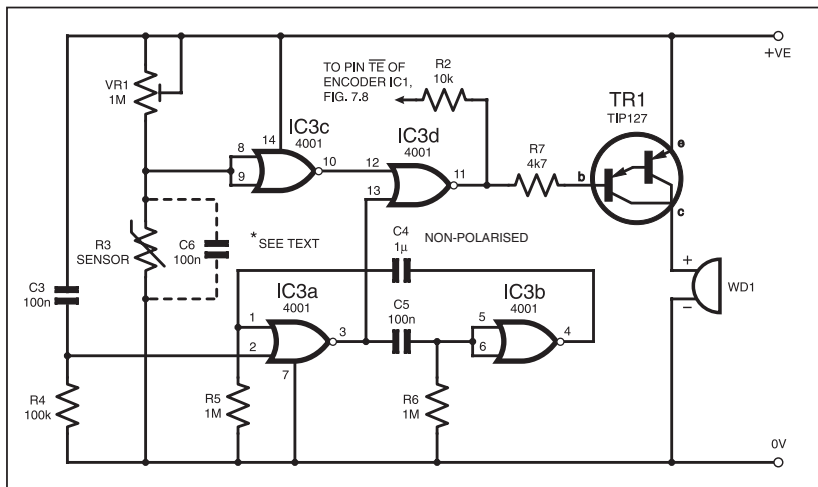 +VE
VR1
1M
TO PIN TE OF
ENCODER IC1,
FIG. 7.8
R2
10k
TR1
TIP127
14
IC3c
4001
8
9
10
IC3d
4001
12
13
11
R7
4k7
b
e
c
R3
SENSOR
C6
100n
*SEE TEXT
C4
1µ
NON-POLARISED
C3
100n
IC3a
4001
1
2
3
7
C5
100n
IC3b
4001
5
6
4
+
–
WD1
R4
100k
R5
1M
R6
1M
0V